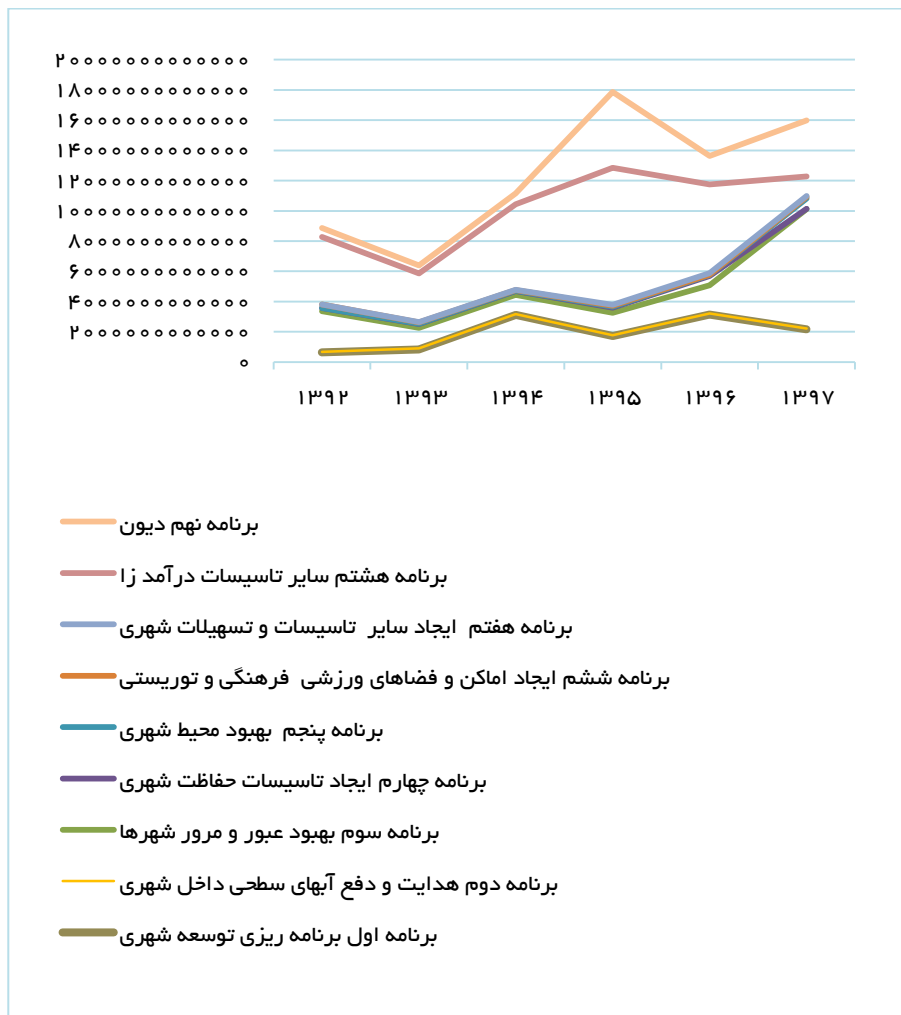 ۲۰۰۰۰۰۰۰۰۰۰۰۰۰
۱۸۰۰۰۰۰۰۰۰۰۰۰۰
۱۶۰۰۰۰۰۰۰۰۰۰۰۰
۱۴۰۰۰۰۰۰۰۰۰۰۰۰
۱۲۰۰۰۰۰۰۰۰۰۰۰۰
۱۰۰۰۰۰۰۰۰۰۰۰۰۰
۸۰۰۰۰۰۰۰۰۰۰۰۰
۶۰۰۰۰۰۰۰۰۰۰۰۰
۴۰۰۰۰۰۰۰۰۰۰۰۰
۲۰۰۰۰۰۰۰۰۰۰۰۰
۰
۱۳۹۲ ۱۳۹۳ ۱۳۹۴ ۱۳۹۵ ۱۳۹۶ ۱۳۹۷
برنامه نهم دیون
برنامه هشتم سایر تاسیسات درآمد زا
برنامه هفتم ایجاد سایر تاسیسات و تسهیلات شهری
برنامه ششم ایجاد اماکن و فضاهای ورزشی فرهنگی و توریستی
برنامه پنجم بهبود محیط شهری
برنامه چهارم ایجاد تاسیسات حفاظت شهری
برنامه سوم بهبود عبور و مرور شهرها
برنامه دوم هدایت و دفع آبهای سطحی داخل شهری
برنامه اول برنامه ریزی توسعه شهری